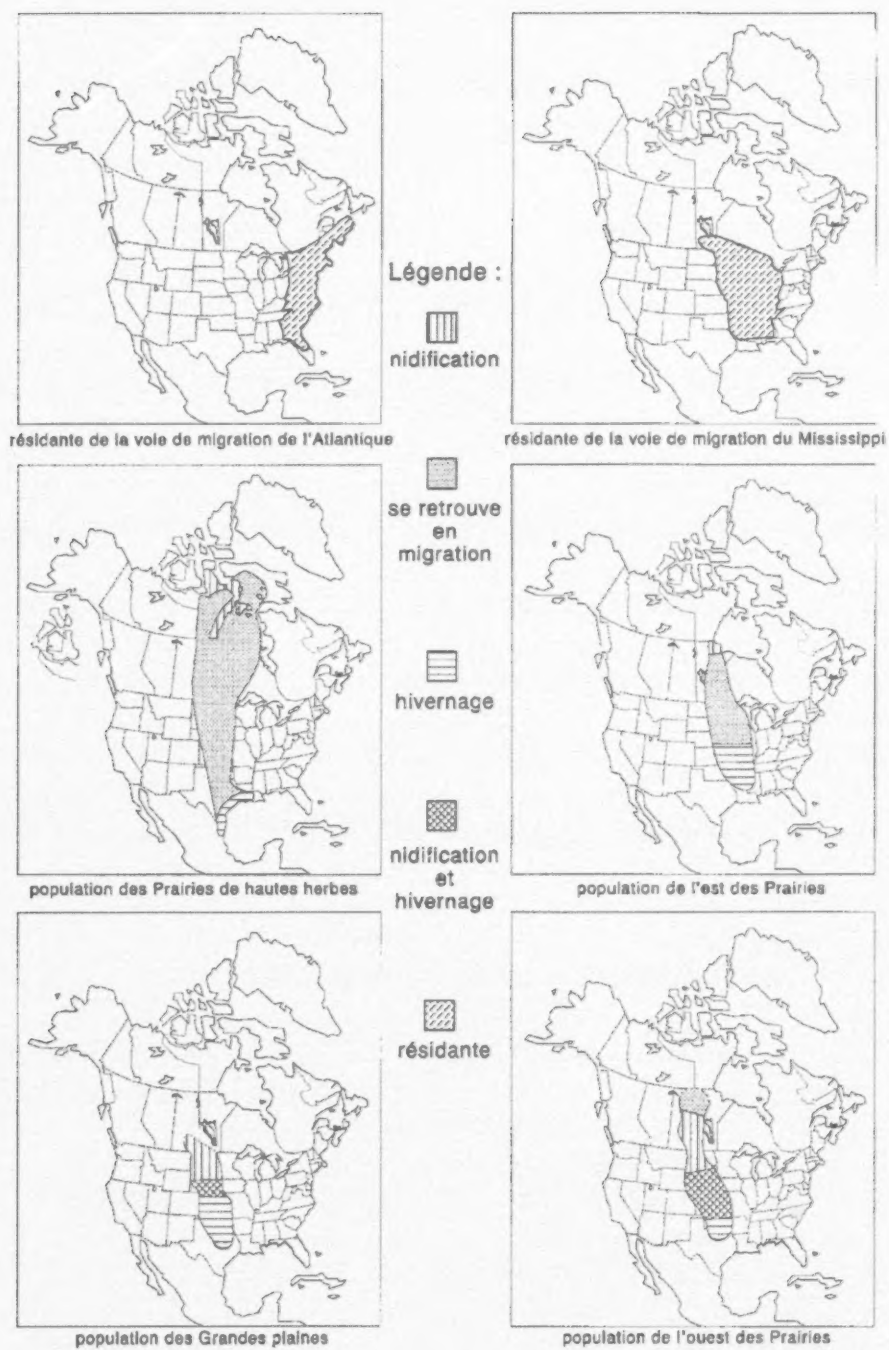 résidante de la voie de migration de l'Atlantique
résidante de la voie de migration du Mississippi
Légende :
nidification
se retrouve
en
migration
hivernage
nidification
et
hivernage
résidante
population des Prairies de hautes herbes
population de l'est des Prairies
population des Grandes plaines
population de l'ouest des Prairies